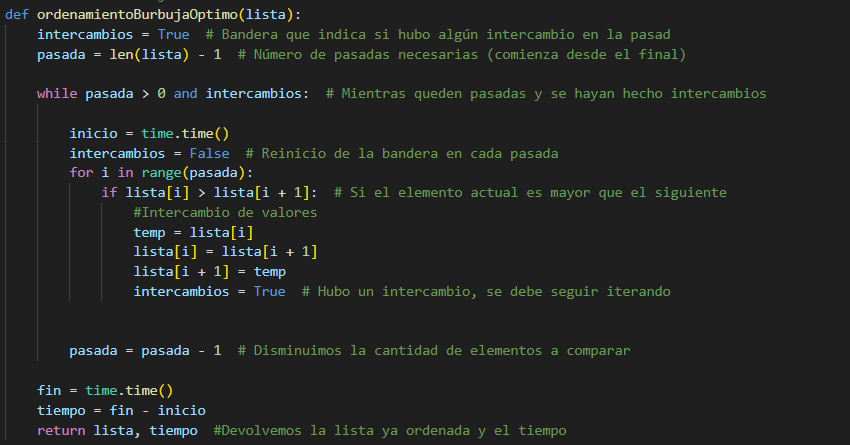 def ordenamientoBurbujaOptimo(lista):
    intercambios = True  # Bandera que indica si hubo algún intercambio en la pasad
    pasada = len(lista) - 1  # Número de pasadas necesarias (comienza desde el final)
    while pasada > 0 and intercambios:  # Mientras queden pasadas y se hayan hecho intercambios
        inicio = time.time()
        intercambios = False  # Reinicio de la bandera en cada pasada
        for i in range(pasada):
            if lista[i] > lista[i + 1]:  # Si el elemento actual es mayor que el siguiente
                #Intercambio de valores
                temp = lista[i]
                lista[i] = lista[i + 1]
                lista[i + 1] = temp
                intercambios = True  # Hubo un intercambio, se debe seguir iterando
        pasada = pasada - 1  # Disminuimos la cantidad de elementos a comparar
    fin = time.time()
    tiempo = fin - inicio
    return lista, tiempo  #Devolvemos la lista ya ordenada y el tiempo